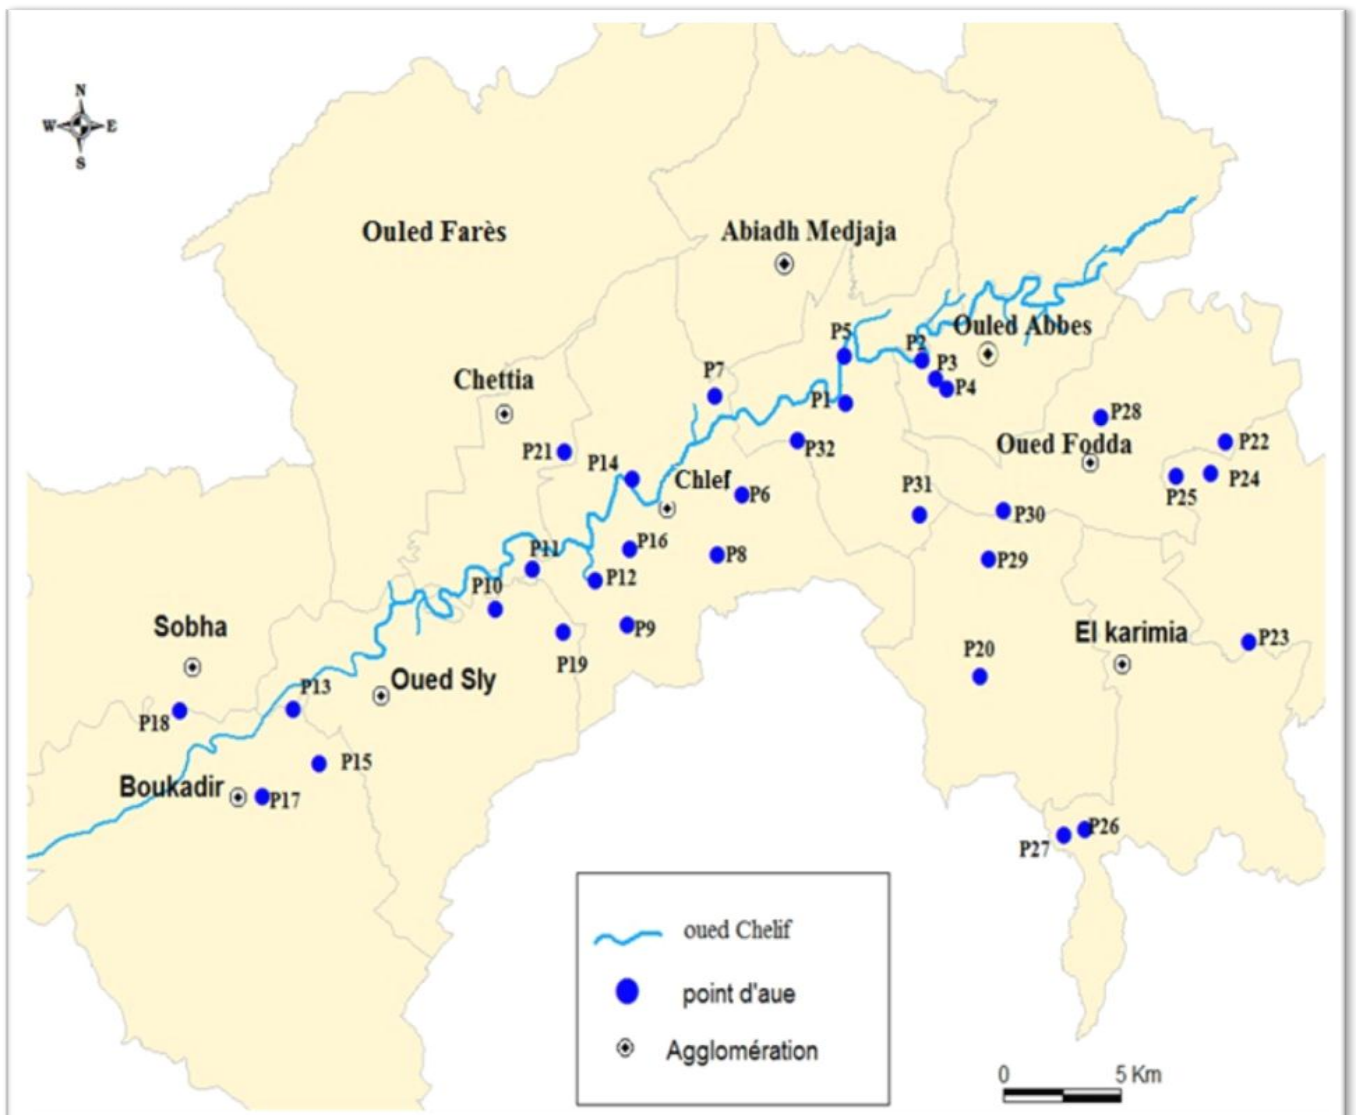 N
W E
S
Ouled Farès
Abiadh Medjaja
Ouled Abbes
P5
P2
P3
P4
P7
Chettia
P1
P28
P21
P32
Oued Fodda
P22
P14
Chlef
P6
P24
P25
P31
P30
P16
P11
P8
P29
P12
P10
Sobha
P9
El karimia
P23
P19
P20
Oued Sly
P13
P18
P15
Boukadir
P17
P26
P27
oued Chelif
point d'aue
Agglomération
0 5 Km